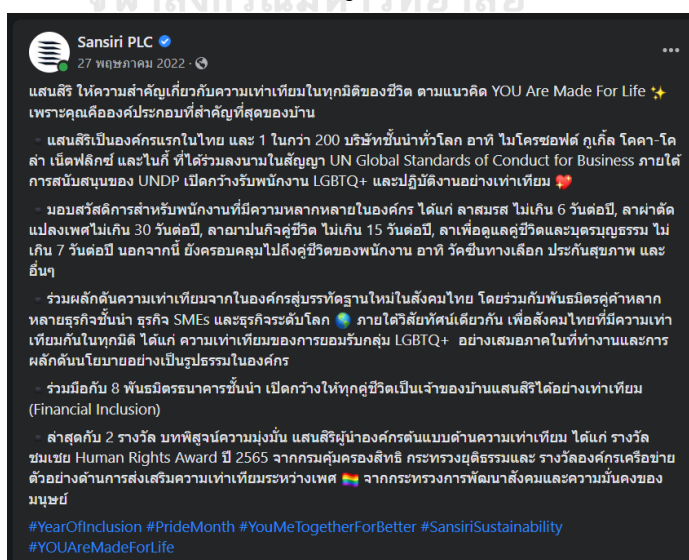 จุฬาลงกรณ์มหาวิทยาลัย
Sansiri PLC
27 พฤษภาคม 2022 ·
แสนสิริ ให้ความสำคัญเกี่ยวกับความเท่าเทียมในทุกมิติของชีวิต ตามแนวคิด YOU Are Made For Life ✨
เพราะคุณคือองค์ประกอบที่สำคัญที่สุดของบ้าน
▪️ แสนสิริเป็นองค์กรแรกในไทย และ 1 ในกว่า 200 บริษัทชั้นนำทั่วโลก อาทิ ไมโครซอฟต์ กูเกิ้ล โคคา-โค
ล่า เน็ตฟลิกซ์ และไนกี้ ที่ได้ร่วมลงนามในสัญญา UN Global Standards of Conduct for Business ภายใต้
การสนับสนุนของ UNDP เปิดกว้างรับพนักงาน LGBTQ+ และปฏิบัติงานอย่างเท่าเทียม 💖
▪️ มอบสวัสดิการสำหรับพนักงานที่มีความหลากหลายในองค์กร ได้แก่ ลาสมรส ไม่เกิน 6 วันต่อปี, ลาผ่าตัด
แปลงเพศไม่เกิน 30 วันต่อปี, ลาฌาปนกิจคู่ชีวิต ไม่เกิน 15 วันต่อปี, ลาเพื่อดูแลคู่ชีวิตและบุตรบุญธรรม ไม่
เกิน 7 วันต่อปี นอกจากนี้ ยังครอบคลุมไปถึงคู่ชีวิตของพนักงาน อาทิ วัคซีนทางเลือก ประกันสุขภาพ และ
อื่นๆ
▪️ ร่วมผลักดันความเท่าเทียมจากในองค์กรสู่บรรทัดฐานใหม่ในสังคมไทย โดยร่วมกับพันธมิตรคู่ค้าหลาก
หลายธุรกิจชั้นนำ ธุรกิจ SMEs และธุรกิจระดับโลก 🌎 ภายใต้วิสัยทัศน์เดียวกัน เพื่อสังคมไทยที่มีความเท่า
เทียมกันในทุกมิติ ได้แก่ ความเท่าเทียมของการยอมรับกลุ่ม LGBTQ+ อย่างเสมอภาคในที่ทำงานและการ
ผลักดันนโยบายอย่างเป็นรูปธรรมในองค์กร
▪️ ร่วมมือกับ 8 พันธมิตรธนาคารชั้นนำ เปิดกว้างให้ทุกคู่ชีวิตเป็นเจ้าของบ้านแสนสิริได้อย่างเท่าเทียม
(Financial Inclusion)
▪️ ล่าสุดกับ 2 รางวัล บทพิสูจน์ความมุ่งมั่น แสนสิริผู้นำองค์กรต้นแบบด้านความเท่าเทียม ได้แก่ รางวัล
ชมเชย Human Rights Award ปี 2565 จากกรมคุ้มครองสิทธิ กระทรวงยุติธรรมและ รางวัลองค์กรเครือข่าย
ตัวอย่างด้านการส่งเสริมความเท่าเทียมระหว่างเพศ 🏳️‍🌈 จากกระทรวงการพัฒนาสังคมและความมั่นคงของ
มนุษย์
#YearOfInclusion #PrideMonth #YouMeTogetherForBetter #SansiriSustainability
#YOUAreMadeForLife